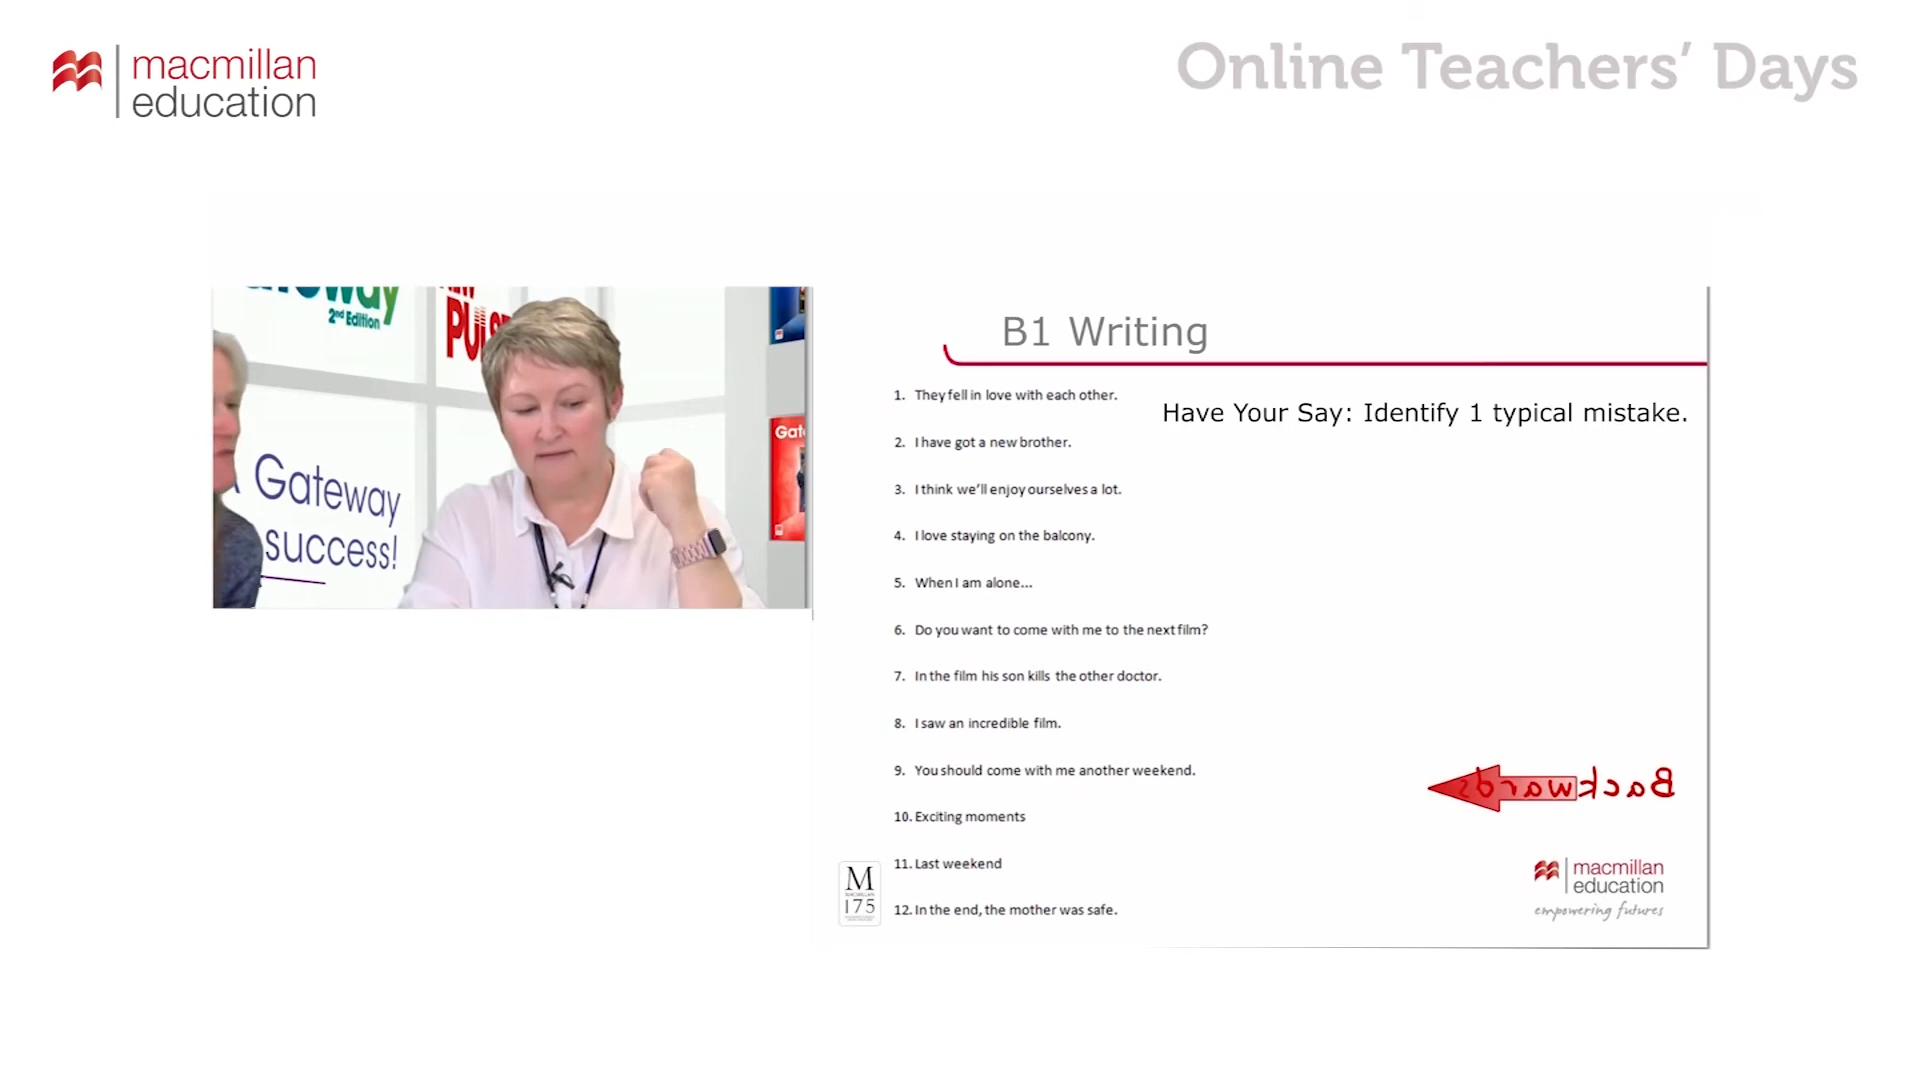 macmillan
education
Online Teachers' Days
2nd Edition
Gateway
success!
B1 Writing
1. They fell in love with each other.
Have Your Say: Identify 1 typical mistake.
2. I have got a new brother.
3. I think we'll enjoy ourselves a lot.
4. I love staying on the balcony.
5. When I am alone...
6. Do you want to come with me to the next film?
7. In the film his son kills the other doctor.
8. I saw an incredible film.
9. You should come with me another weekend.
Backwards
10. Exciting moments
11. Last weekend
12. In the end, the mother was safe.
M
175
macmillan
education
empowering futures